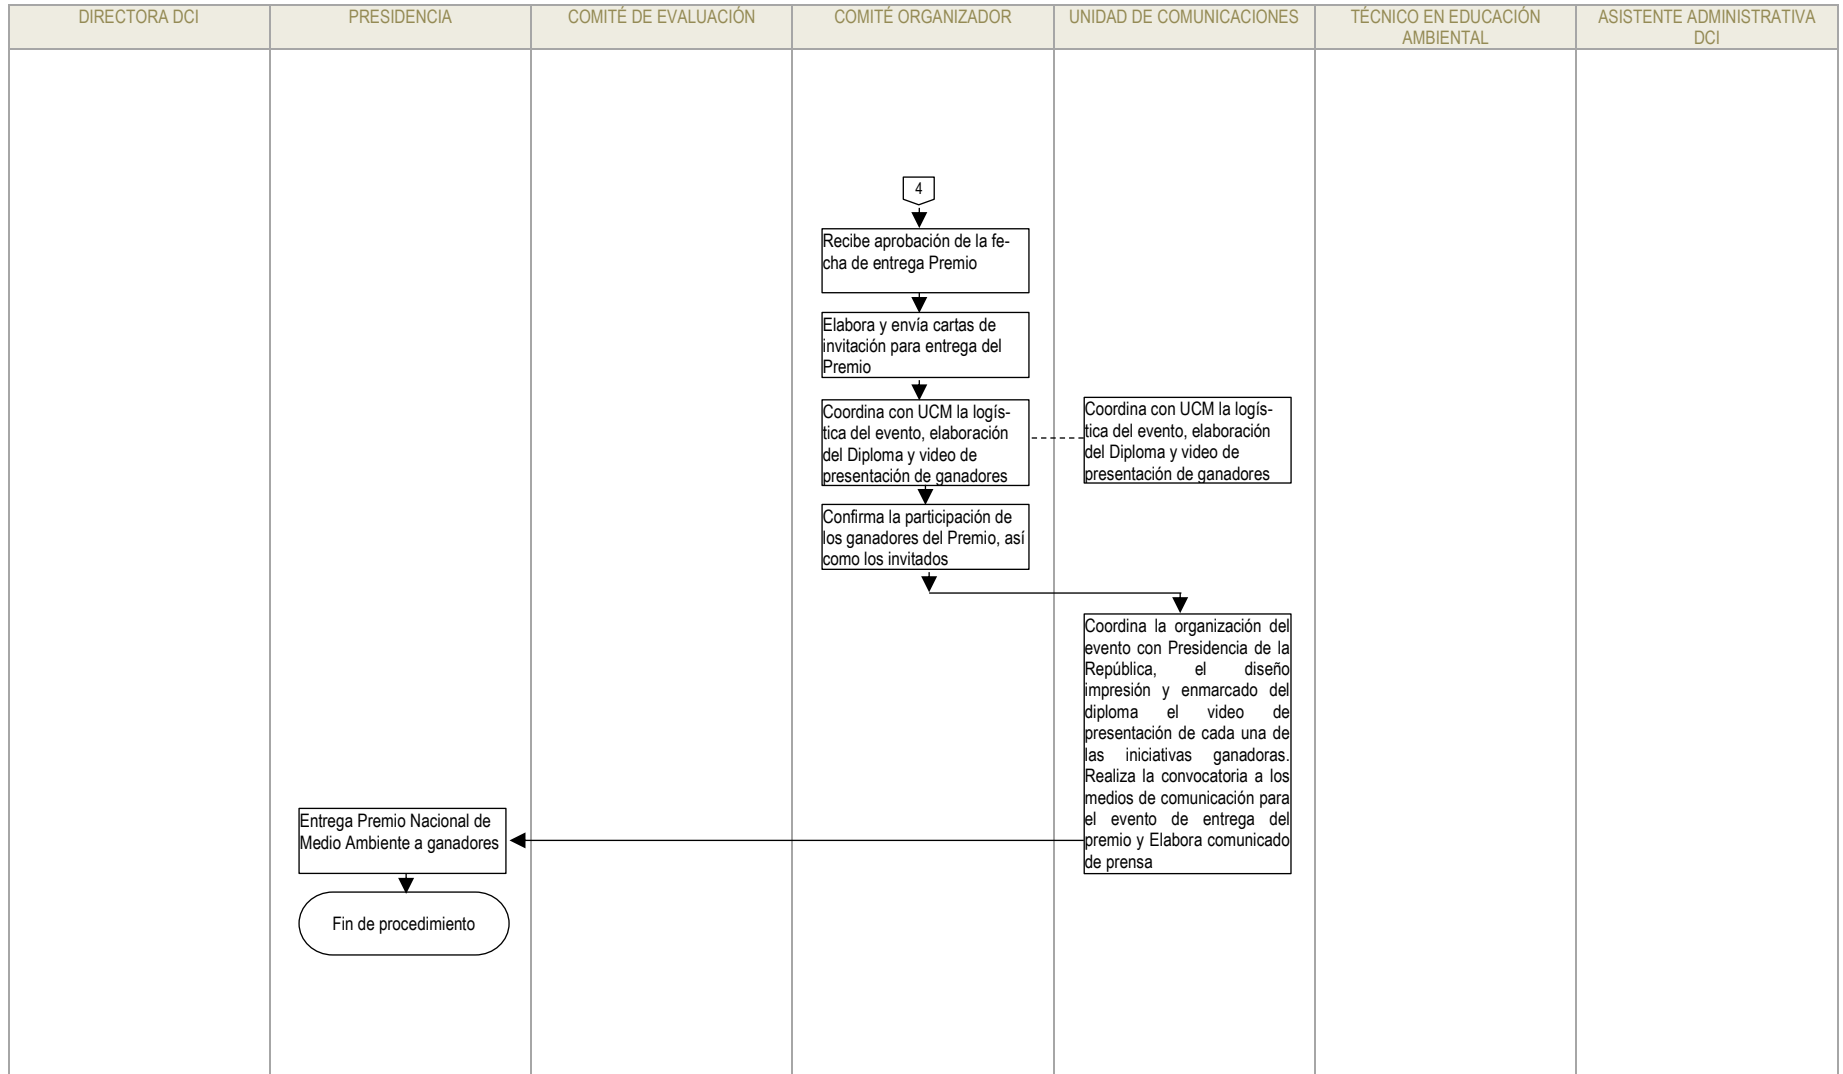 DIRECTORA DCI
PRESIDENCIA
COMITÉ DE EVALUACIÓN
COMITÉ ORGANIZADOR
UNIDAD DE COMUNICACIONES
TÉCNICO EN EDUCACIÓN
AMBIENTAL
ASISTENTE ADMINISTRATIVA
DCI
4
Recibe aprobación de la fe-
cha de entrega Premio
Elabora y envía cartas de
invitación para entrega del
Premio
Coordina con UCM la logís-
tica del evento, elaboración
del Diploma y video de
presentación de ganadores
Coordina con UCM la logís-
tica del evento, elaboración
del Diploma y video de
presentación de ganadores
Confirma la participación de
los ganadores del Premio, así
como los invitados
Coordina la organización del
evento con Presidencia de la
República, el diseño
impresión y enmarcado del
diploma el video de
presentación de cada una de
las iniciativas ganadoras.
Realiza la convocatoria a los
medios de comunicación para
el evento de entrega del
premio y Elabora comunicado
de prensa
Entrega Premio Nacional de
Medio Ambiente a ganadores
Fin de procedimiento